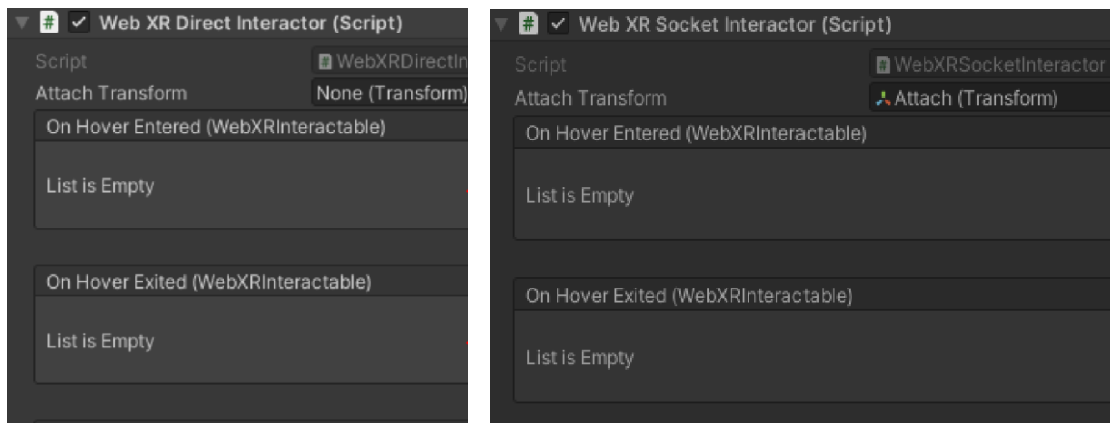 Web XR Direct Interactor (Script)
Script
WebXRDirectIn
Attach Transform
None (Transform)
On Hover Entered (WebXRInteractable)
List is Empty
On Hover Exited (WebXRInteractable)
List is Empty
Web XR Socket Interactor (Script)
Script
WebXRSocketInteractor
Attach Transform
Attach (Transform)
On Hover Entered (WebXRInteractable)
List is Empty
On Hover Exited (WebXRInteractable)
List is Empty